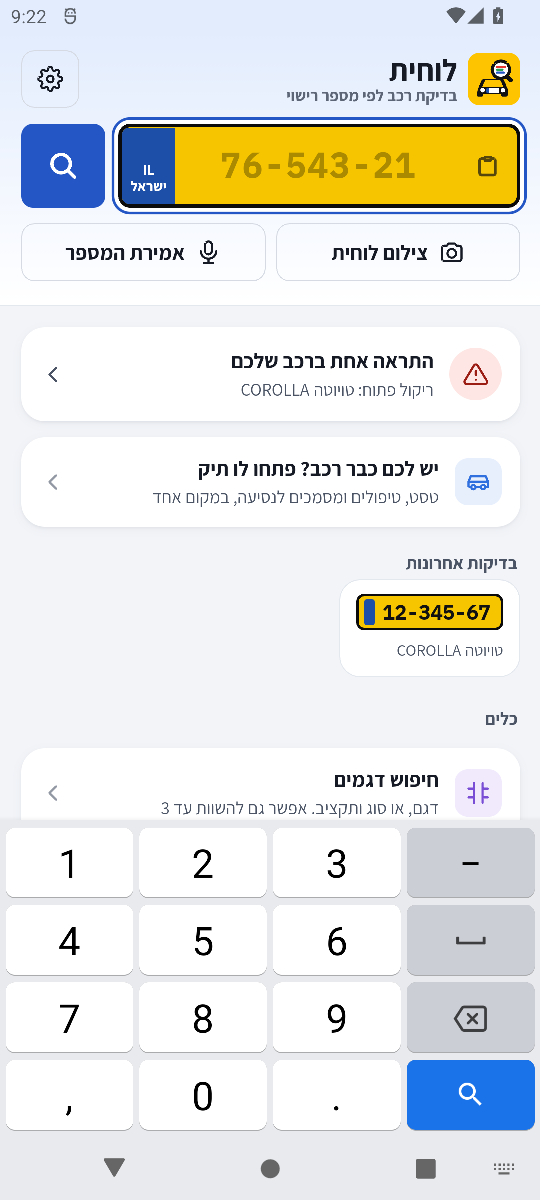 9:22
לוחית
בדיקת רכב לפי מספר רישוי
76-543-21
IL
ישראל
צילום לוחית
אמירת המספר
התראה אחת ברכב שלכם
ריקול פתוח: טויוטה COROLLA
יש לכם כבר רכב? פתחו לו תיק
טסט, טיפולים ומסמכים לנסיעה, במקום אחד
בדיקות אחרונות
12-345-67
טויוטה COROLLA
כלים
חיפוש דגמים
דגם, או סוג ותקציב. אפשר גם להשוות עד 3
1 2 3 –
4 5 6
7 8 9
, 0 .